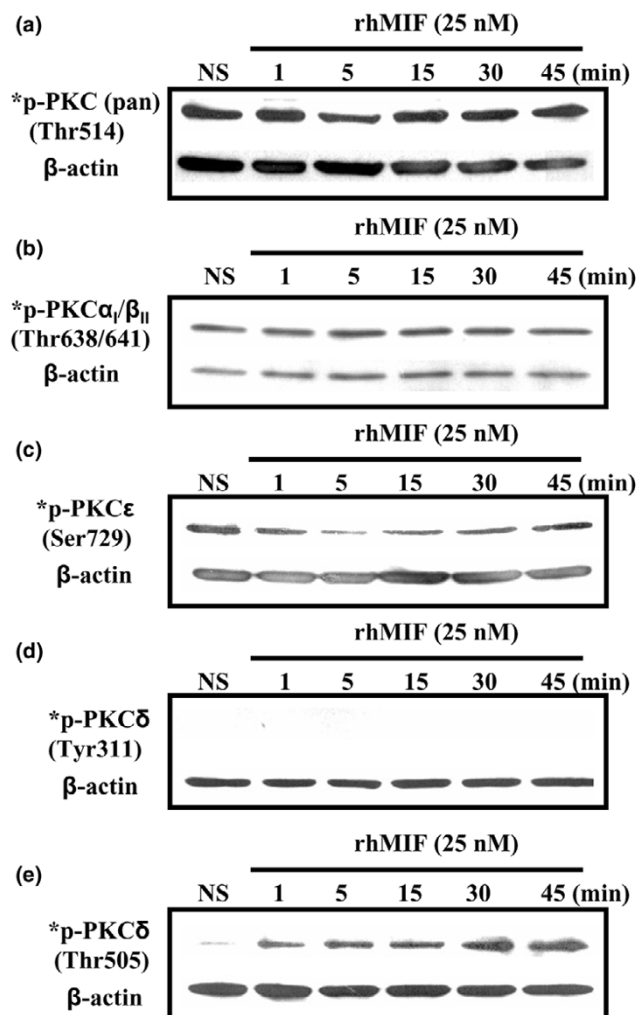 (a)
rhMIF (25 nM)
NS 1 5 15 30 45 (min)
*p-PKC (pan)
(Thr514)
β-actin
(b)
rhMIF (25 nM)
NS 1 5 15 30 45 (min)
*p-PKCαI/βII
(Thr638/641)
β-actin
(c)
rhMIF (25 nM)
NS 1 5 15 30 45 (min)
*p-PKCε
(Ser729)
β-actin
(d)
rhMIF (25 nM)
NS 1 5 15 30 45 (min)
*p-PKCδ
(Tyr311)
β-actin
(e)
rhMIF (25 nM)
NS 1 5 15 30 45 (min)
*p-PKCδ
(Thr505)
β-actin